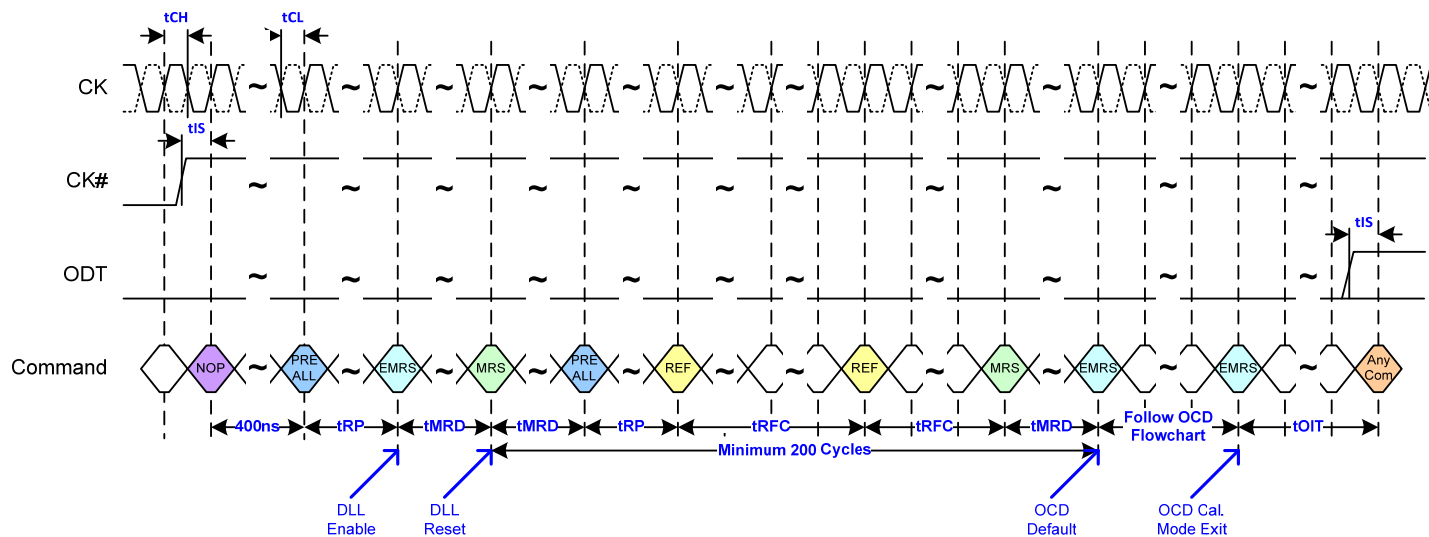 tCH
tCL
CK
tIS
CK#
tIS
ODT
Command
NOP
PRE
ALL
EMRS
MRS
PRE
ALL
REF
REF
MRS
EMRS
EMRS
Any
Com
400ns
tRP
tMRD
tMRD
tRP
tRFC
tRFC
tMRD
Follow OCD
Flowchart
tOIT
Minimum 200 Cycles
DLL
Enable
DLL
Reset
OCD
Default
OCD Cal.
Mode Exit